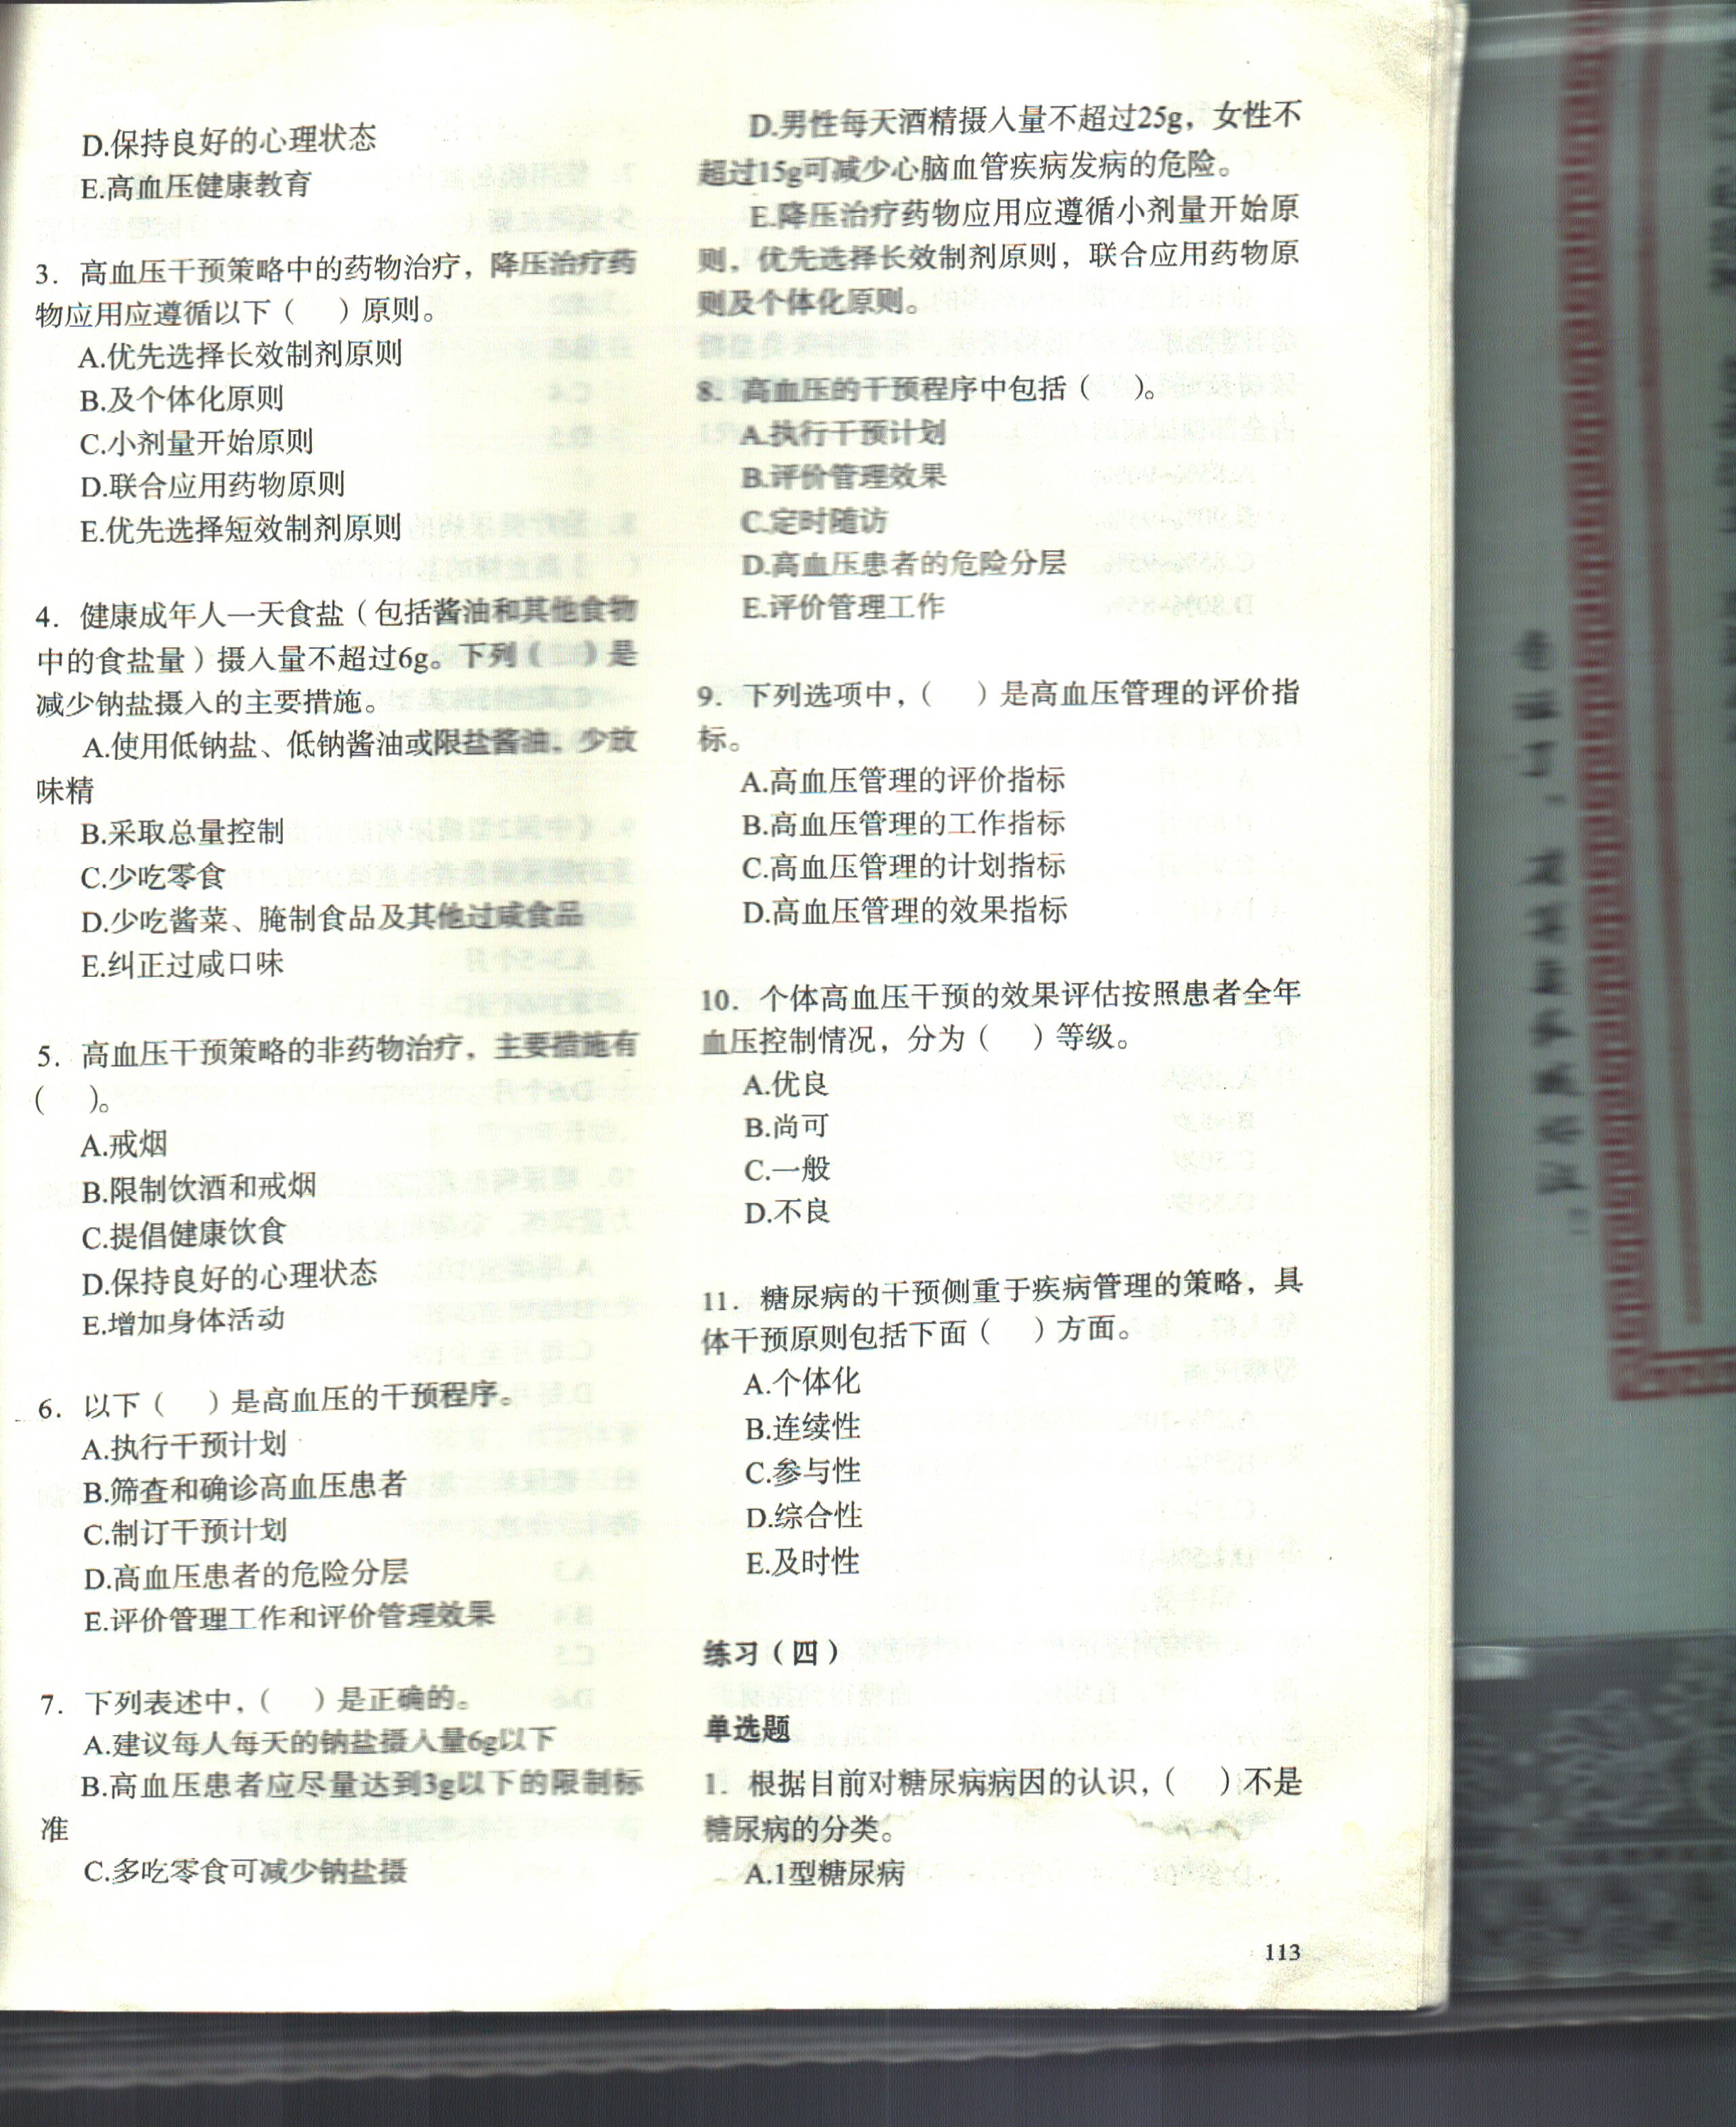 D.保持良好的心理状态
E.高血压健康教育
3. 高血压干预策略中的药物治疗，降压治疗药
物应用应遵循以下（　）原则。
A.优先选择长效制剂原则
B.及个体化原则
C.小剂量开始原则
D.联合应用药物原则
E.优先选择短效制剂原则
4. 健康成年人一天食盐（包括酱油和其他食物
中的食盐量）摄入量不超过6g。下列（　）是
减少钠盐摄入的主要措施。
A.使用低钠盐、低钠酱油或限盐酱油，少放
味精
B.采取总量控制
C.少吃零食
D.少吃酱菜、腌制食品及其他过咸食品
E.纠正过咸口味
5. 高血压干预策略的非药物治疗，主要措施有
（　）。
A.戒烟
B.限制饮酒和戒烟
C.提倡健康饮食
D.保持良好的心理状态
E.增加身体活动
6. 以下（　）是高血压的干预程序。
A.执行干预计划
B.筛查和确诊高血压患者
C.制订干预计划
D.高血压患者的危险分层
E.评价管理工作和评价管理效果
7. 下列表述中，（　）是正确的。
A.建议每人每天的钠盐摄入量6g以下
B.高血压患者应尽量达到3g以下的限制标
准
C.多吃零食可减少钠盐摄
D.男性每天酒精摄入量不超过25g，女性不
超过15g可减少心脑血管疾病发病的危险。
E.降压治疗药物应用应遵循小剂量开始原
则，优先选择长效制剂原则，联合应用药物原
则及个体化原则。
8. 高血压的干预程序中包括（　）。
A.执行干预计划
B.评价管理效果
C.定时随访
D.高血压患者的危险分层
E.评价管理工作
9. 下列选项中，（　）是高血压管理的评价指
标。
A.高血压管理的评价指标
B.高血压管理的工作指标
C.高血压管理的计划指标
D.高血压管理的效果指标
10. 个体高血压干预的效果评估按照患者全年
血压控制情况，分为（　）等级。
A.优良
B.尚可
C.一般
D.不良
11. 糖尿病的干预侧重于疾病管理的策略，具
体干预原则包括下面（　）方面。
A.个体化
B.连续性
C.参与性
D.综合性
E.及时性
练习（四）
单选题
1. 根据目前对糖尿病病因的认识，（　）不是
糖尿病的分类。
A.1型糖尿病
113